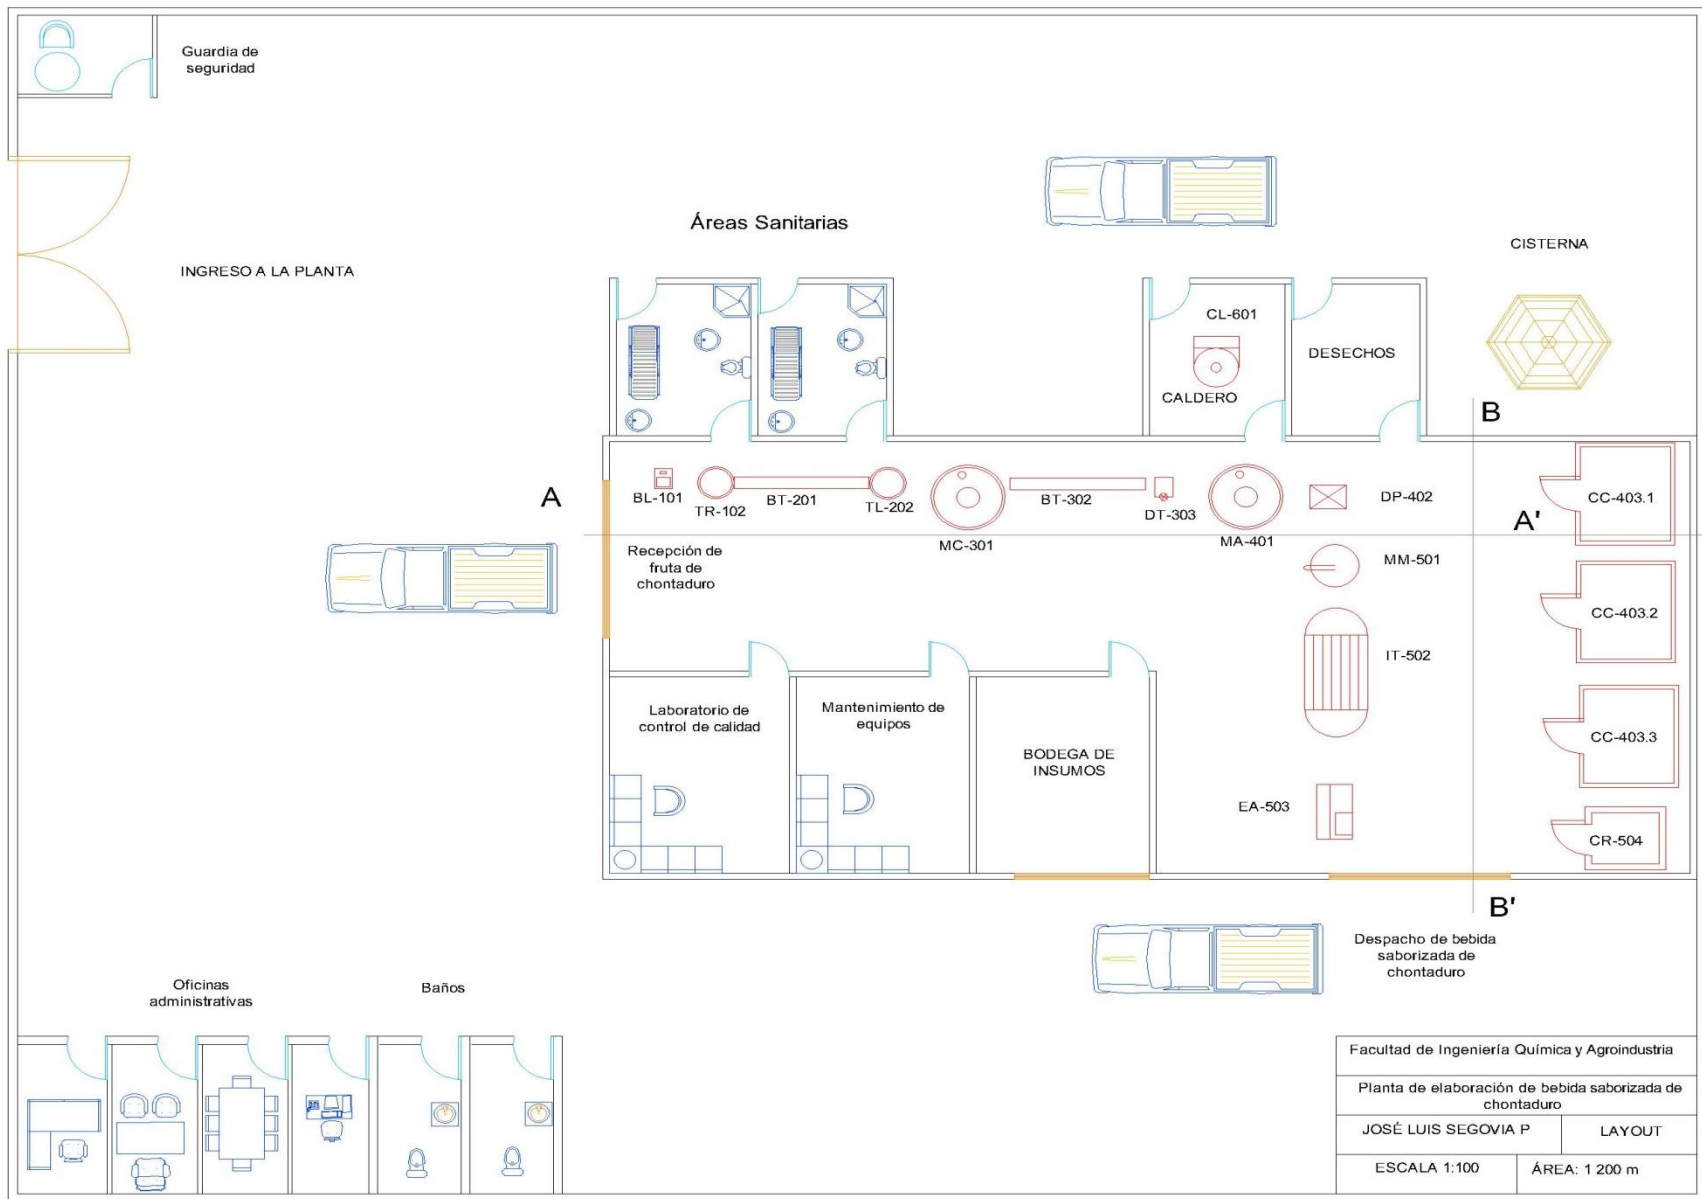 Guardia de
seguridad
Áreas Sanitarias
CISTERNA
INGRESO A LA PLANTA
CL-601
CALDERO
DESECHOS
B
A
BL-101
TR-102
BT-201
TL-202
MC-301
BT-302
DT-303
MA-401
DP-402
A'
CC-403.1
Recepción de
fruta de
chontaduro
MM-501
CC-403.2
IT-502
Laboratorio de
control de calidad
Mantenimiento de
equipos
BODEGA DE
INSUMOS
CC-403.3
EA-503
CR-504
B'
Despacho de bebida
saborizada de
chontaduro
Oficinas
administrativas
Baños
Facultad de Ingeniería Química y Agroindustria
Planta de elaboración de bebida saborizada de
chontaduro
JOSÉ LUIS SEGOVIA P
LAYOUT
ESCALA 1:100
ÁREA: 1 200 m